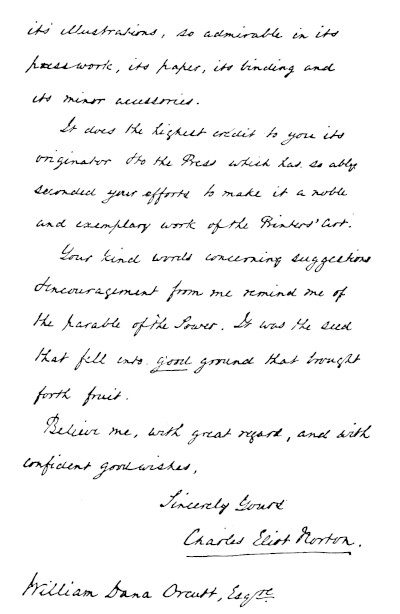 its illustrations, so admirable in its
presswork, its paper, its binding and
its minor accessories.
It does the highest credit to you its
originator & to the Press which has so ably
seconded your efforts to make it a noble
and exemplary work of the Printers' Art.
Your kind words concerning suggestions
& encouragement from me remind me of
the parable of the Sower. It was the seed
that fell into good ground that brought
forth fruit.
Believe me, with great regard, and with
confident good wishes,
Sincerely Yours
Charles Eliot Norton.
William Dana Orcutt, Esqre.